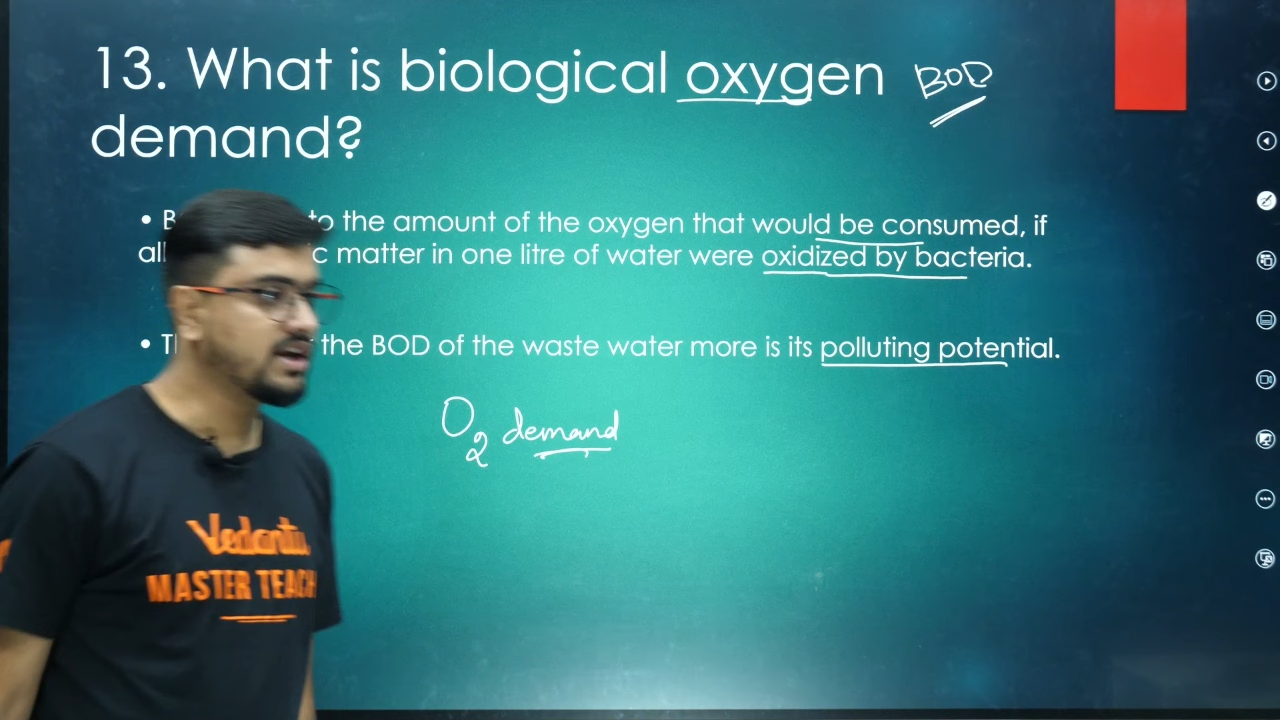 13. What is biological oxygen BOD
demand?
• B to the amount of the oxygen that would be consumed, if
al c matter in one litre of water were oxidized by bacteria.
• T the BOD of the waste water more is its polluting potential.
O2 demand
Vedantu
MASTER TEACH